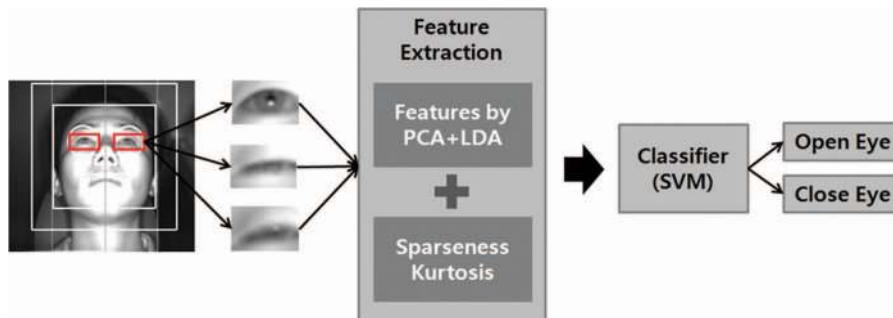 Feature
Extraction
Features by
PCA+LDA
Sparseness
Kurtosis
Classifier
(SVM)
Open Eye
Close Eye